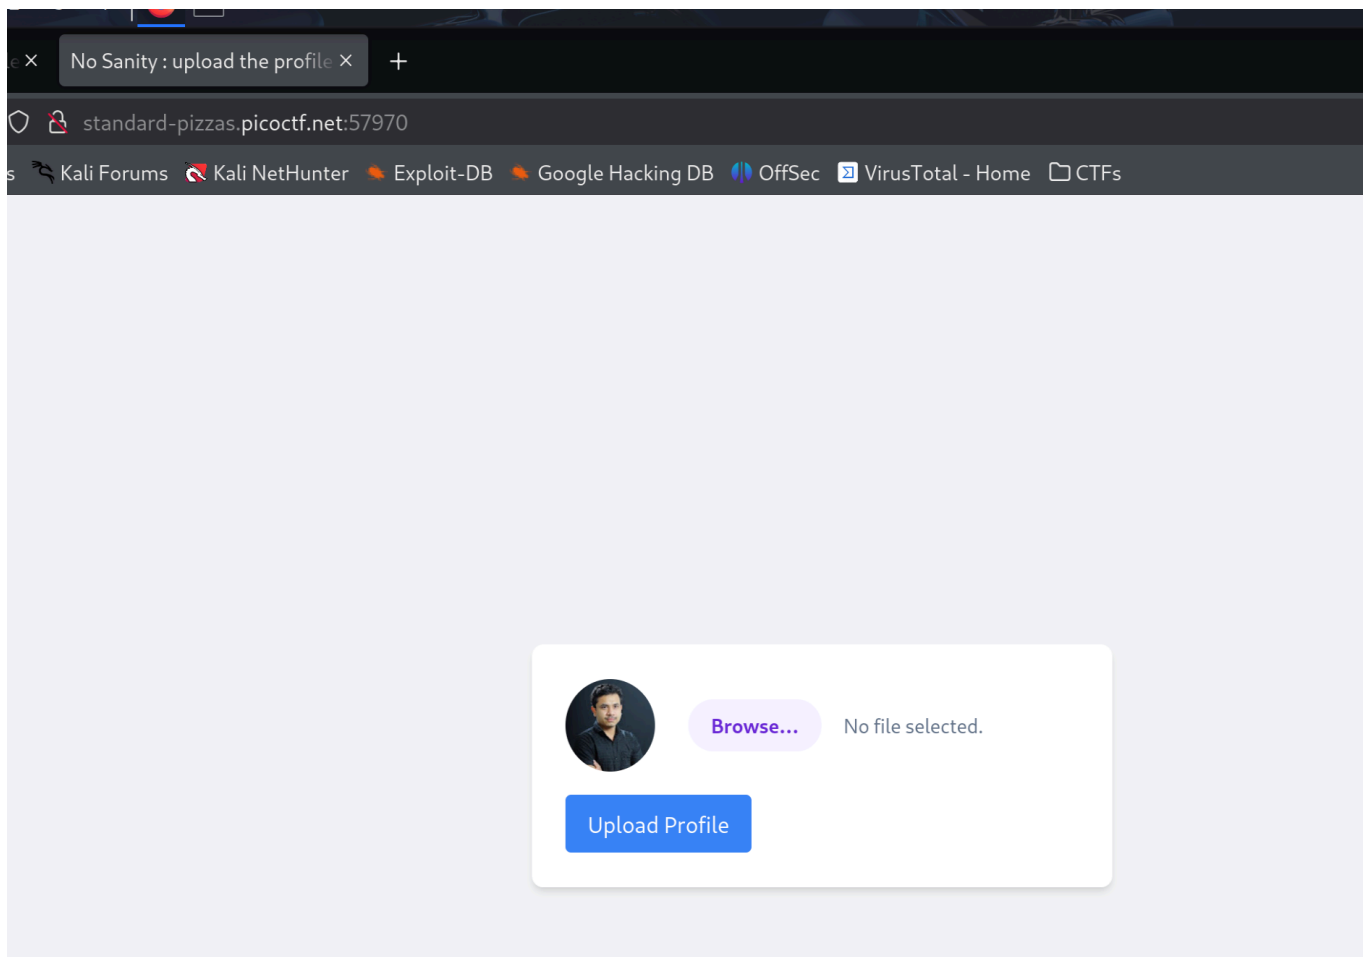 No Sanity : upload the profile
standard-pizzas.picoctf.net:57970
s Kali Forums Kali NetHunter Exploit-DB Google Hacking DB OffSec VirusTotal - Home CTFs
Browse... No file selected.
Upload Profile